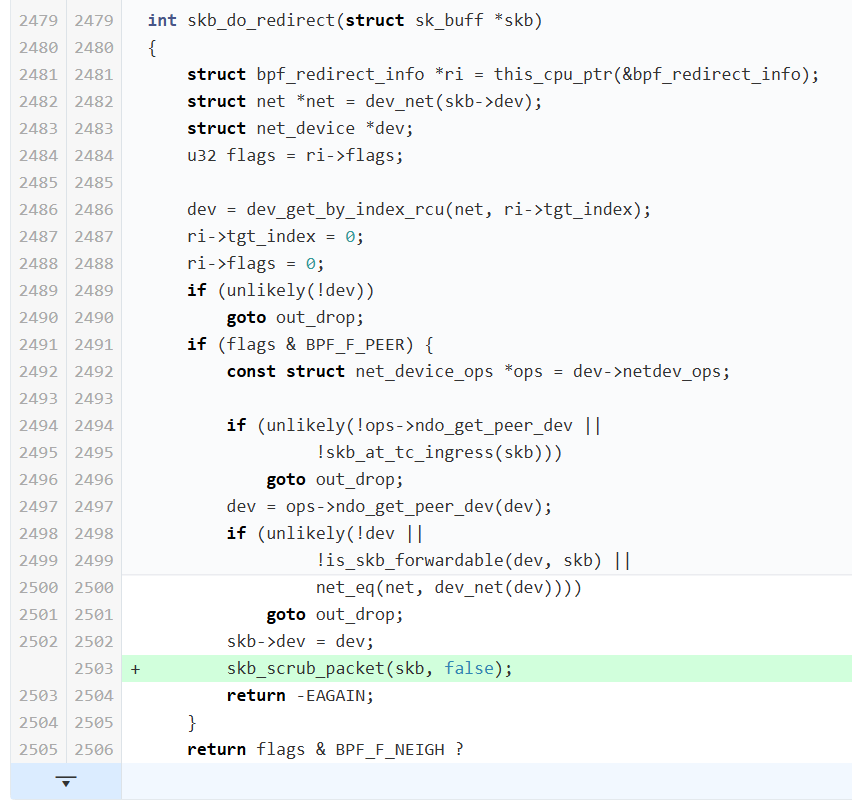 2479 2479 int skb_do_redirect(struct sk_buff *skb)
2480 2480 {
2481 2481 struct bpf_redirect_info *ri = this_cpu_ptr(&bpf_redirect_info);
2482 2482 struct net *net = dev_net(skb->dev);
2483 2483 struct net_device *dev;
2484 2484 u32 flags = ri->flags;
2485 2485
2486 2486 dev = dev_get_by_index_rcu(net, ri->tgt_index);
2487 2487 ri->tgt_index = 0;
2488 2488 ri->flags = 0;
2489 2489 if (unlikely(!dev))
2490 2490 goto out_drop;
2491 2491 if (flags & BPF_F_PEER) {
2492 2492 const struct net_device_ops *ops = dev->netdev_ops;
2493 2493
2494 2494 if (unlikely(!ops->ndo_get_peer_dev ||
2495 2495 !skb_at_tc_ingress(skb)))
2496 2496 goto out_drop;
2497 2497 dev = ops->ndo_get_peer_dev(dev);
2498 2498 if (unlikely(!dev ||
2499 2499 !is_skb_forwardable(dev, skb) ||
2500 2500 net_eq(net, dev_net(dev))))
2501 2501 goto out_drop;
2502 2502 skb->dev = dev;
2503 + skb_scrub_packet(skb, false);
2503 2504 return -EAGAIN;
2504 2505 }
2505 2506 return flags & BPF_F_NEIGH ?